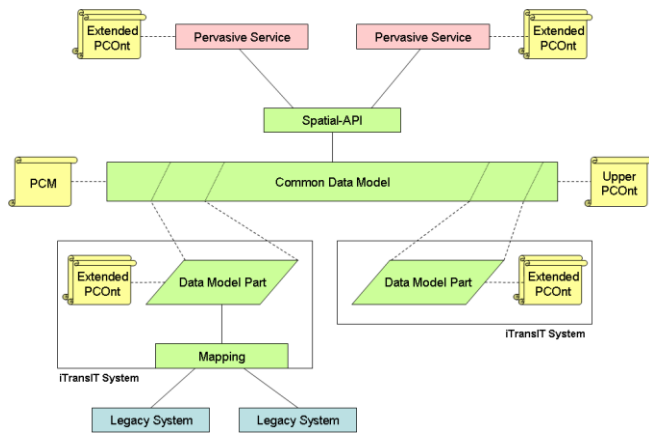 Extended
PCOnt
Pervasive Service
Pervasive Service
Extended
PCOnt
Spatial-API
PCM
Common Data Model
Upper
PCOnt
Extended
PCOnt
Data Model Part
Data Model Part
Extended
PCOnt
iTransIT System
Mapping
iTransIT System
Legacy System
Legacy System